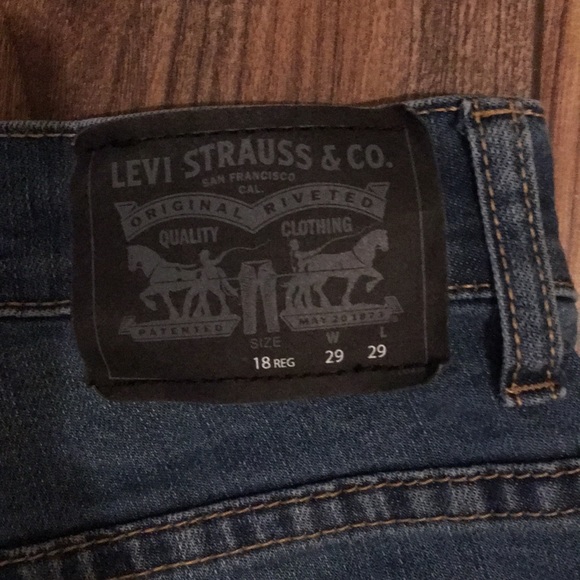 LEVI STRAUSS & CO.
SAN FRANCISCO
CAL.
ORIGINAL RIVETED
QUALITY CLOTHING
PATENTED MAY 20 1873
SIZE W L
18 REG 29 29